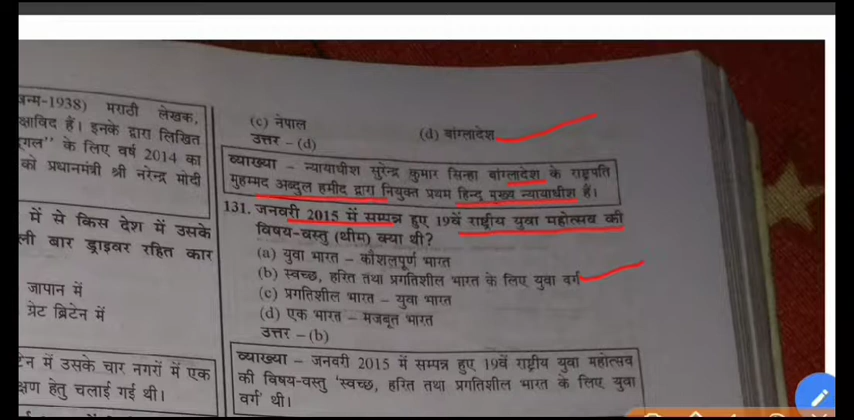 जन्म-1938) मराठी लेखक,
क्षाविद हैं। इनके द्वारा लिखित
के लिए वर्ष 2014 का
को प्रधानमंत्री श्री नरेन्द्र मोदी
में से किस देश में उसके
ली बार ड्राइवर रहित कार
जापान में
ग्रेट ब्रिटेन में
टेन में उसके चार नगरों में एक
क्षण हेतु चलाई गई थी।
(c) नेपाल (d) बांग्लादेश
उत्तर –(d)
व्याख्या – न्यायाधीश सुरेन्द्र कुमार सिन्हा बांग्लादेश के राष्ट्रपति
मुहम्मद अब्दुल हमीद द्वारा नियुक्त प्रथम हिन्दू मुख्य न्यायाधीश हैं।
131. जनवरी 2015 में सम्पन्न हुए 19वें राष्ट्रीय युवा महोत्सव की
विषय-वस्तु (थीम) क्या थी?
(a) युवा भारत – कौशलपूर्ण भारत
(b) स्वच्छ, हरित तथा प्रगतिशील भारत के लिए युवा वर्ग
(c) प्रगतिशील भारत – युवा भारत
(d) एक भारत – मजबूत भारत
उत्तर –(b)
व्याख्या – जनवरी 2015 में सम्पन्न हुए 19वें राष्ट्रीय युवा महोत्सव
की विषय-वस्तु 'स्वच्छ, हरित तथा प्रगतिशील भारत के लिए युवा
वर्ग' थी।